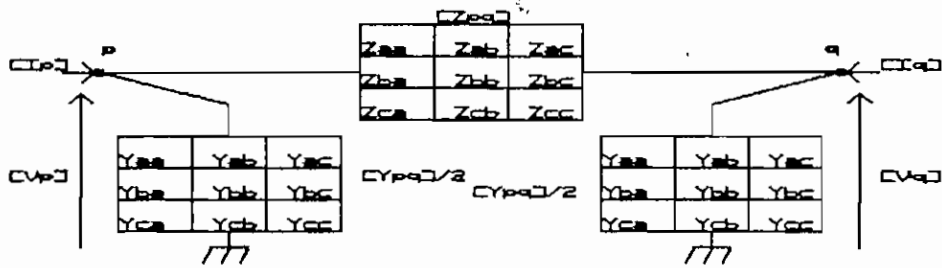 [Zpq]
p
Zaa Zab Zac
q
[Ip]
Zba Zbb Zbc
[Iq]
Zca Zcb Zcc
Yaa Yab Yac
Yaa Yab Yac
[Vp]
[Ypq]/2
[Ypq]/2
[Vq]
Yba Ybb Ybc
Yba Ybb Ybc
Yca Ycb Ycc
Yca Ycb Ycc